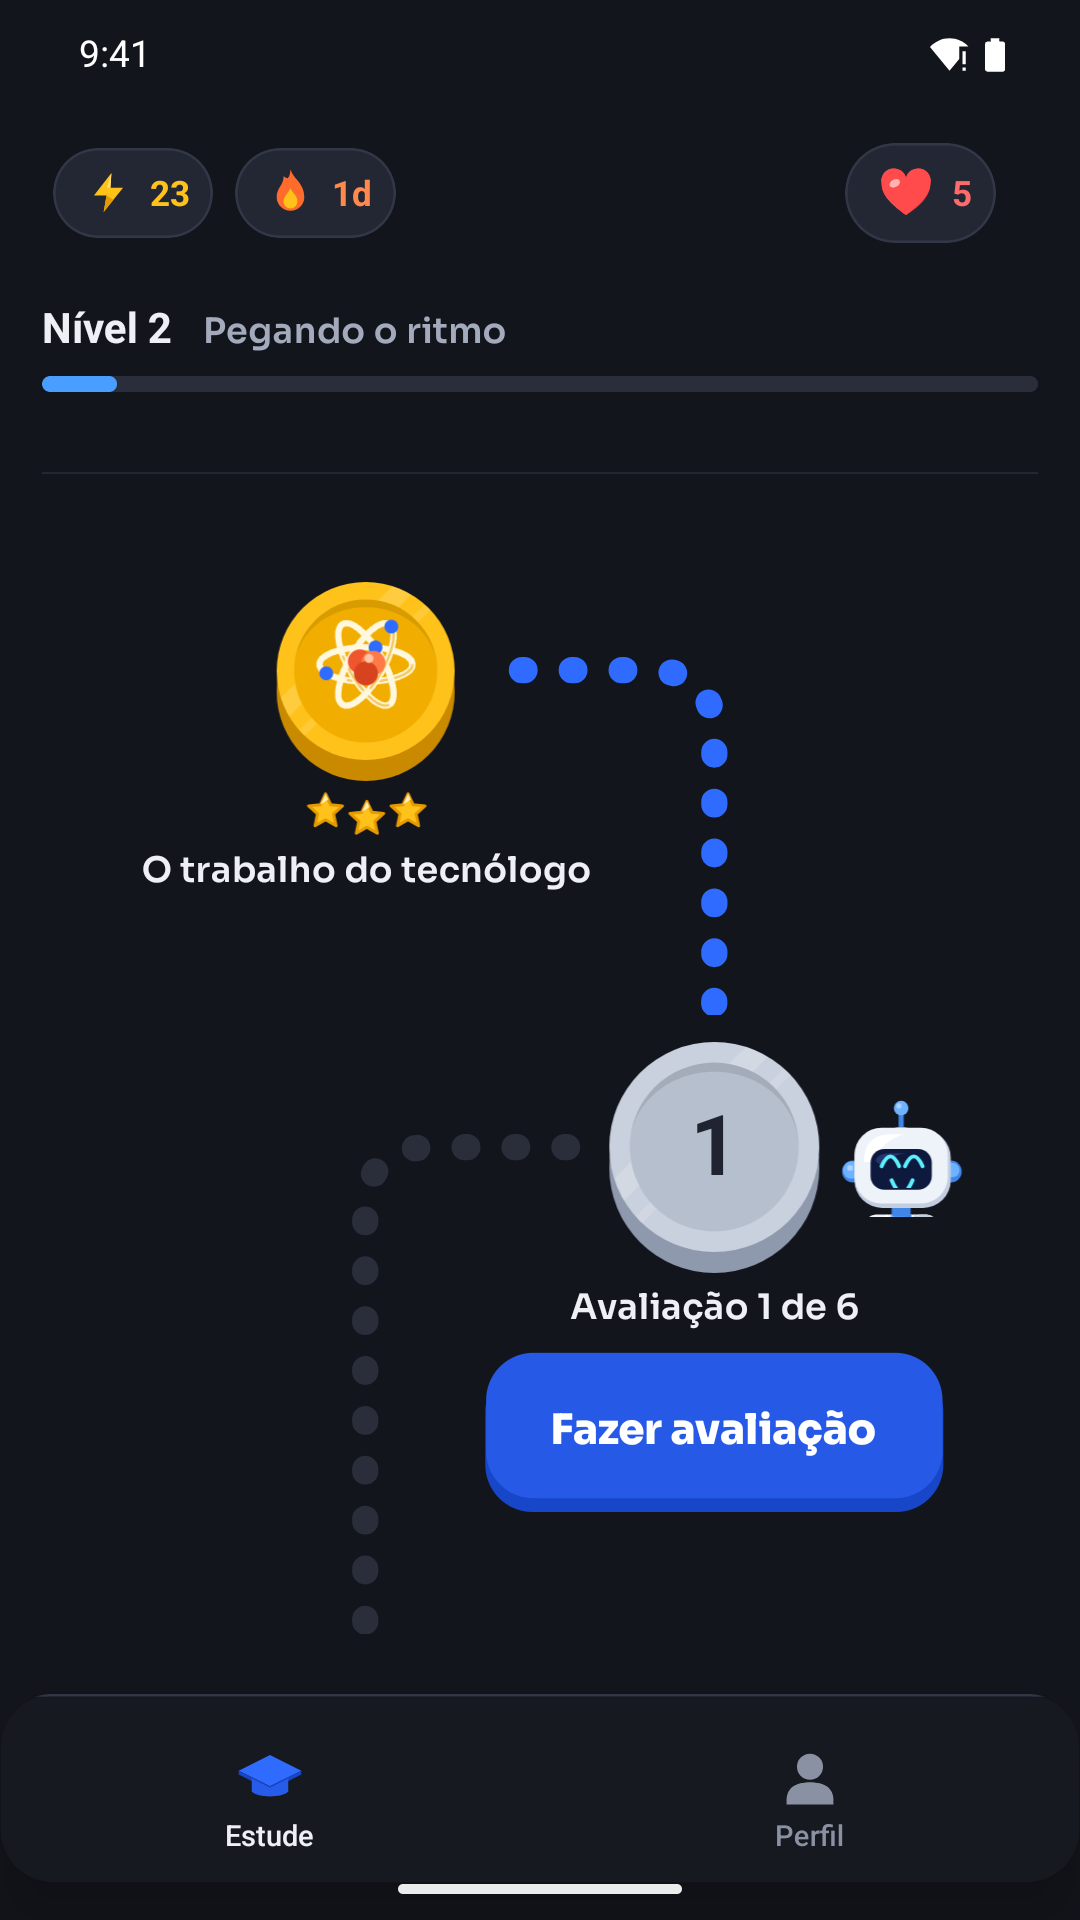 9:41
23
1d
5
Nível 2 Pegando o ritmo
O trabalho do tecnólogo
1
Avaliação 1 de 6
Fazer avaliação
Estude
Perfil